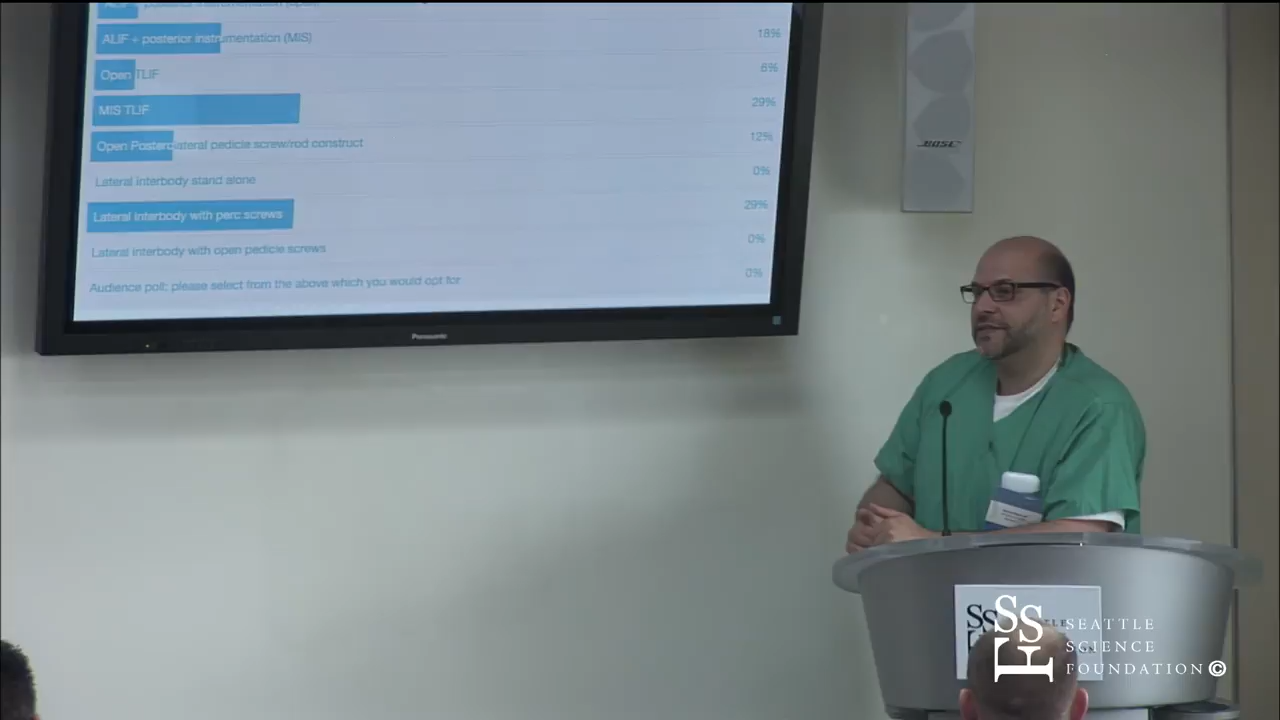 ALIF + posterior instrumentation (MIS) 18%
Open TLIF 6%
MIS TLIF 29%
Open Posterolateral pedicle screw/rod construct 12%
Lateral interbody stand alone 0%
Lateral interbody with perc screws 29%
Lateral interbody with open pedicle screws 0%
Audience poll: please select from the above which you would opt for 0%
Panasonic
BOSE
SSF
SEATTLE
SCIENCE
FOUNDATION©